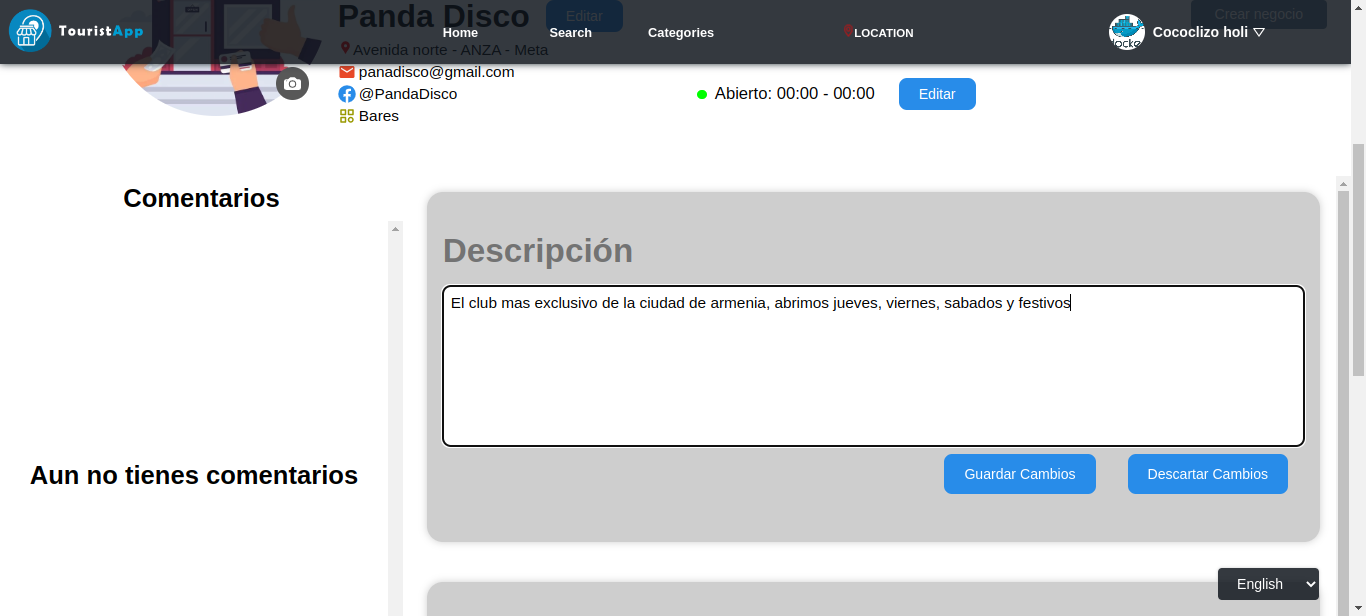 TouristApp
Home
Search
Categories
LOCATION
Cococlizo holi
Crear negocio
Panda Disco
Editar
Avenida norte - ANZA - Meta
panadisco@gmail.com
@PandaDisco
Bares
Abierto: 00:00 - 00:00
Editar
Comentarios
Aun no tienes comentarios
Descripción
El club mas exclusivo de la ciudad de armenia, abrimos jueves, viernes, sabados y festivos
Guardar Cambios
Descartar Cambios
English